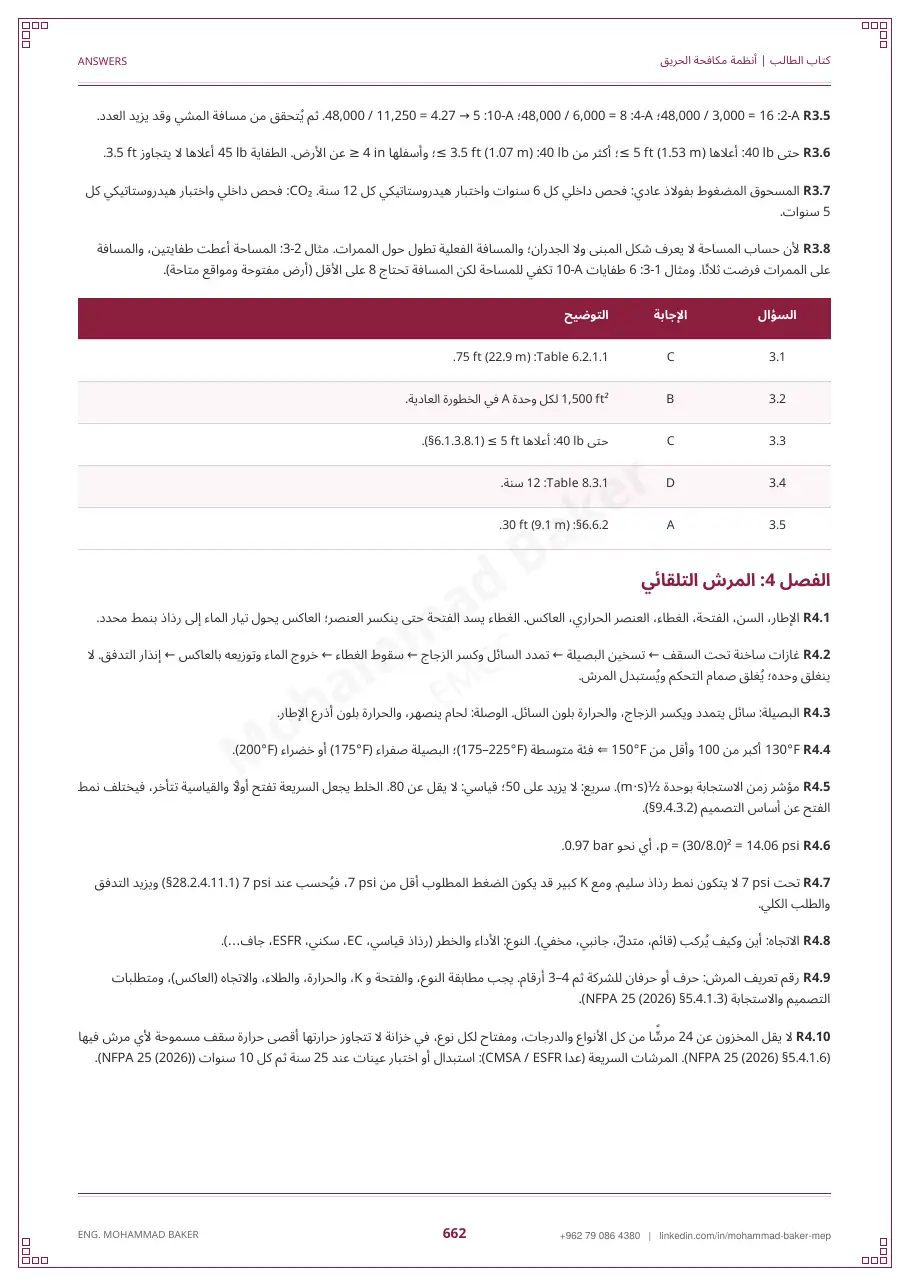 كتاب الطالب | أنظمة مكافحة الحريق
ANSWERS
R3.5 2-A: 48,000 / 3,000 = 16؛ 4-A: 48,000 / 6,000 = 8؛ 10-A: 48,000 / 11,250 = 4.27 → 5. ثم يُتحقق من مسافة المشي وقد يزيد العدد.
R3.6 حتى 40 lb: أعلاها ≤ 5 ft (1.53 m)؛ أكثر من 40 lb: ≤ 3.5 ft (1.07 m)؛ وأسفلها ≥ 4 in عن الأرض. الطفاية 45 lb أعلاها لا يتجاوز 3.5 ft.
R3.7 المسحوق المضغوط بفولاذ عادي: فحص داخلي كل 6 سنوات واختبار هيدروستاتيكي كل 12 سنة. CO₂: فحص داخلي واختبار هيدروستاتيكي كل
5 سنوات.
R3.8 لأن حساب المساحة لا يعرف شكل المبنى ولا الجدران؛ والمسافة الفعلية تطول حول الممرات. مثال 2-3: المساحة أعطت طفايتين، والمسافة
على الممرات فرضت ثلاثًا. ومثال 1-3: 6 طفايات 10-A تكفي للمساحة لكن المسافة تحتاج 8 على الأقل (أرض مفتوحة ومواقع متاحة).
السؤال الإجابة التوضيح
3.1 C Table 6.2.1.1: 75 ft (22.9 m).
3.2 B 1,500 ft² لكل وحدة A في الخطورة العادية.
3.3 C حتى 40 lb: أعلاها ≤ 5 ft (§6.1.3.8.1).
3.4 D Table 8.3.1: 12 سنة.
3.5 A §6.6.2: 30 ft (9.1 m).
الفصل 4: المرش التلقائي
R4.1 الإطار، السن، الفتحة، الغطاء، العنصر الحراري، العاكس. الغطاء يسد الفتحة حتى ينكسر العنصر؛ العاكس يحول تيار الماء إلى رذاذ بنمط محدد.
R4.2 غازات ساخنة تحت السقف ← تسخين البصيلة ← تمدد السائل وكسر الزجاج ← سقوط الغطاء ← خروج الماء وتوزيعه بالعاكس ← إنذار التدفق. لا
ينغلق وحده؛ يُغلق صمام التحكم ويُستبدل المرش.
R4.3 البصيلة: سائل يتمدد ويكسر الزجاج، والحرارة بلون السائل. الوصلة: لحام ينصهر، والحرارة بلون أذرع الإطار.
R4.4 130°F أكبر من 100 وأقل من 150°F ⇐ فئة متوسطة (175–225°F)؛ البصيلة صفراء (175°F) أو خضراء (200°F).
R4.5 مؤشر زمن الاستجابة بوحدة (m·s)½. سريع: لا يزيد على 50؛ قياسي: لا يقل عن 80. الخلط يجعل السريعة تفتح أولًا والقياسية تتأخر، فيختلف نمط
الفتح عن أساس التصميم (§9.4.3.2).
R4.6 p = (30/8.0)² = 14.06 psi، أي نحو 0.97 bar.
R4.7 تحت 7 psi لا يتكون نمط رذاذ سليم. ومع K كبير قد يكون الضغط المطلوب أقل من 7 psi، فيُحسب عند 7 psi (§28.2.4.11.1) ويزيد التدفق
والطلب الكلي.
R4.8 الاتجاه: أين وكيف يُركب (قائم، متدلّ، جانبي، مخفي). النوع: الأداء والخطر (رذاذ قياسي، EC، سكني، ESFR، جاف…).
R4.9 رقم تعريف المرش: حرف أو حرفان للشركة ثم 3–4 أرقام. يجب مطابقة النوع، والفتحة و K، والحرارة، والطلاء، والاتجاه (العاكس)، ومتطلبات
التصميم والاستجابة (NFPA 25 (2026) §5.4.1.3).
R4.10 لا يقل المخزون عن 24 مرشًّا من كل الأنواع والدرجات، ومفتاح لكل نوع، في خزانة لا تتجاوز حرارتها أقصى حرارة سقف مسموحة لأي مرش فيها
(NFPA 25 (2026) §5.4.1.6). المرشات السريعة (عدا CMSA / ESFR): استبدال أو اختبار عينات عند 25 سنة ثم كل 10 سنوات (NFPA 25 (2026)).
Mohammad Baker
EMC
ENG. MOHAMMAD BAKER
662
+962 79 086 4380 | linkedin.com/in/mohammad-baker-mep